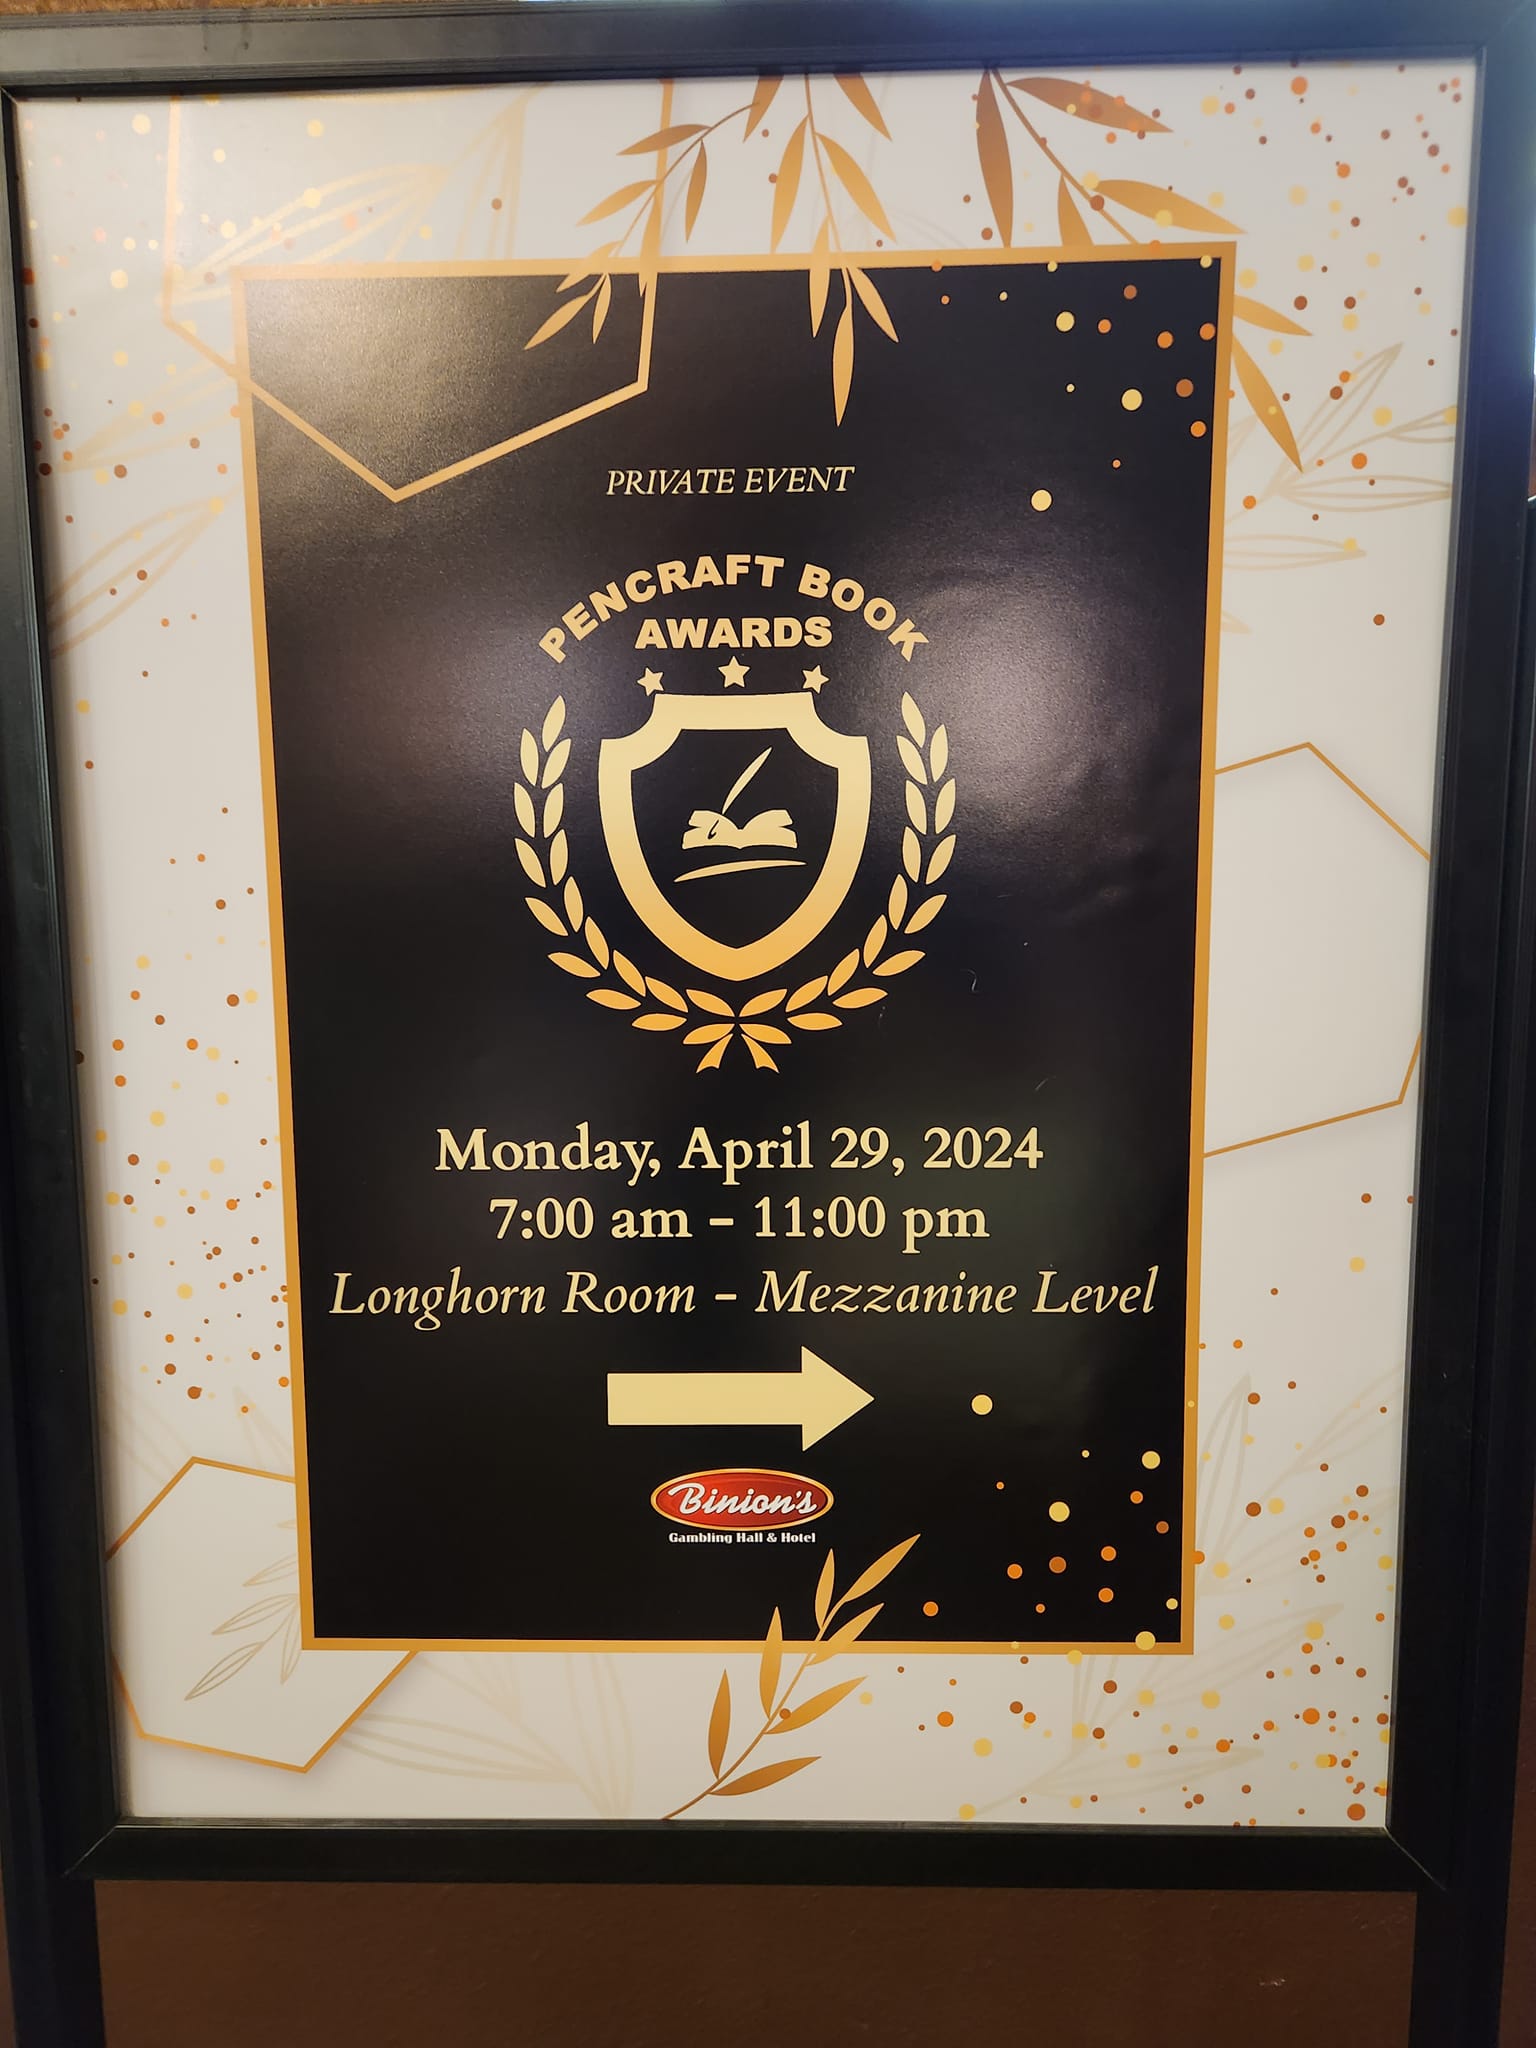 PRIVATE EVENT
PENCRAFT BOOK
AWARDS
Monday, April 29, 2024
7:00 am – 11:00 pm
Longhorn Room – Mezzanine Level
Binion's
Gambling Hall & Hotel